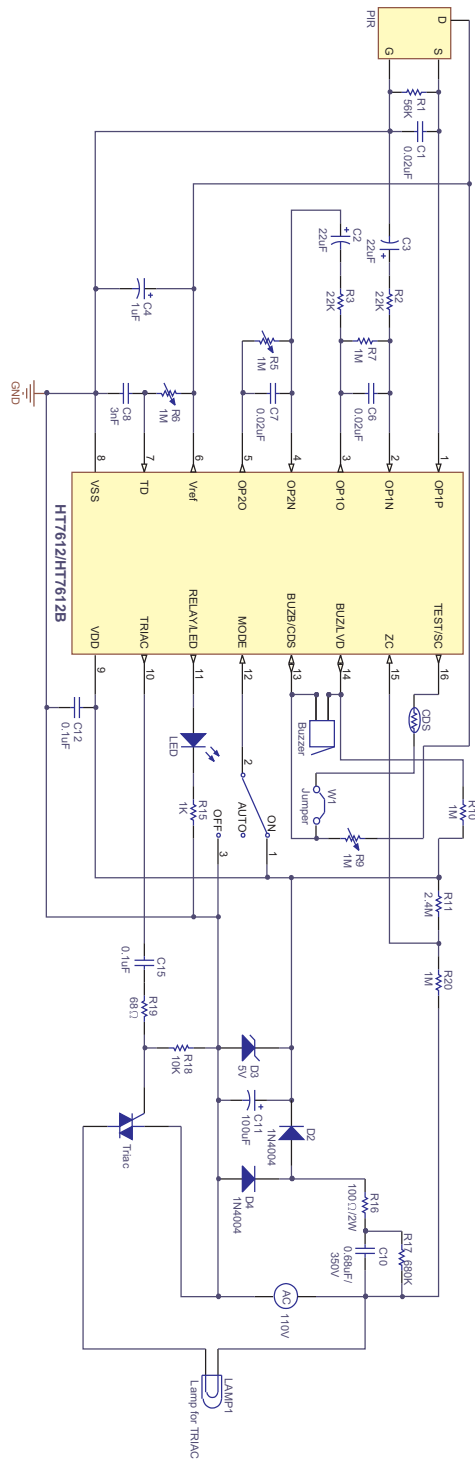 PIR
D
G
S
R1
56K
C1
0.02uF
C3
22uF
R2
22K
C2
22uF
R3
22K
R7
1M
C6
0.02uF
R5
1M
C7
0.02uF
C4
1uF
R6
1M
C8
3nF
GND
8
7
6
5
4
3
2
1
VSS
TD
Vref
OP2O
OP2N
OP1O
OP1N
OP1P
HT7612/HT7612B
VDD
TRIAC
RELAY/LED
MODE
BUZB/CDS
BUZ/LVD
ZC
TEST/SC
9
10
11
12
13
14
15
16
C12
0.1uF
LED
R15
1K
2
ON
AUTO
OFF
1
3
Buzzer
CDS
W1
Jumper
R9
1M
R10
1M
R11
2.4M
R20
1M
C15
0.1uF
R19
68Ω
R18
10K
D3
5V
C11
100uF
D2
1N4004
D4
1N4004
R16
100Ω/2W
R17
680K
C10
0.68uF/
350V
Triac
AC
110V
LAMP1
Lamp for TRIAC